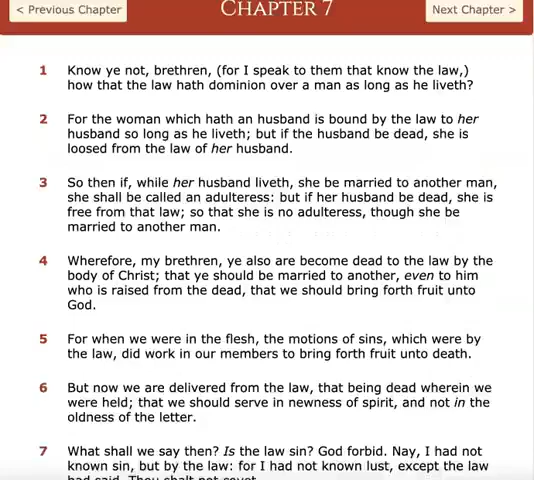 < Previous Chapter
CHAPTER 7
Next Chapter >
1 Know ye not, brethren, (for I speak to them that know the law,)
how that the law hath dominion over a man as long as he liveth?
2 For the woman which hath an husband is bound by the law to her
husband so long as he liveth; but if the husband be dead, she is
loosed from the law of her husband.
3 So then if, while her husband liveth, she be married to another man,
she shall be called an adulteress: but if her husband be dead, she is
free from that law; so that she is no adulteress, though she be
married to another man.
4 Wherefore, my brethren, ye also are become dead to the law by the
body of Christ; that ye should be married to another, even to him
who is raised from the dead, that we should bring forth fruit unto
God.
5 For when we were in the flesh, the motions of sins, which were by
the law, did work in our members to bring forth fruit unto death.
6 But now we are delivered from the law, that being dead wherein we
were held; that we should serve in newness of spirit, and not in the
oldness of the letter.
7 What shall we say then? Is the law sin? God forbid. Nay, I had not
known sin, but by the law: for I had not known lust, except the law
had said, Thou shalt not covet.